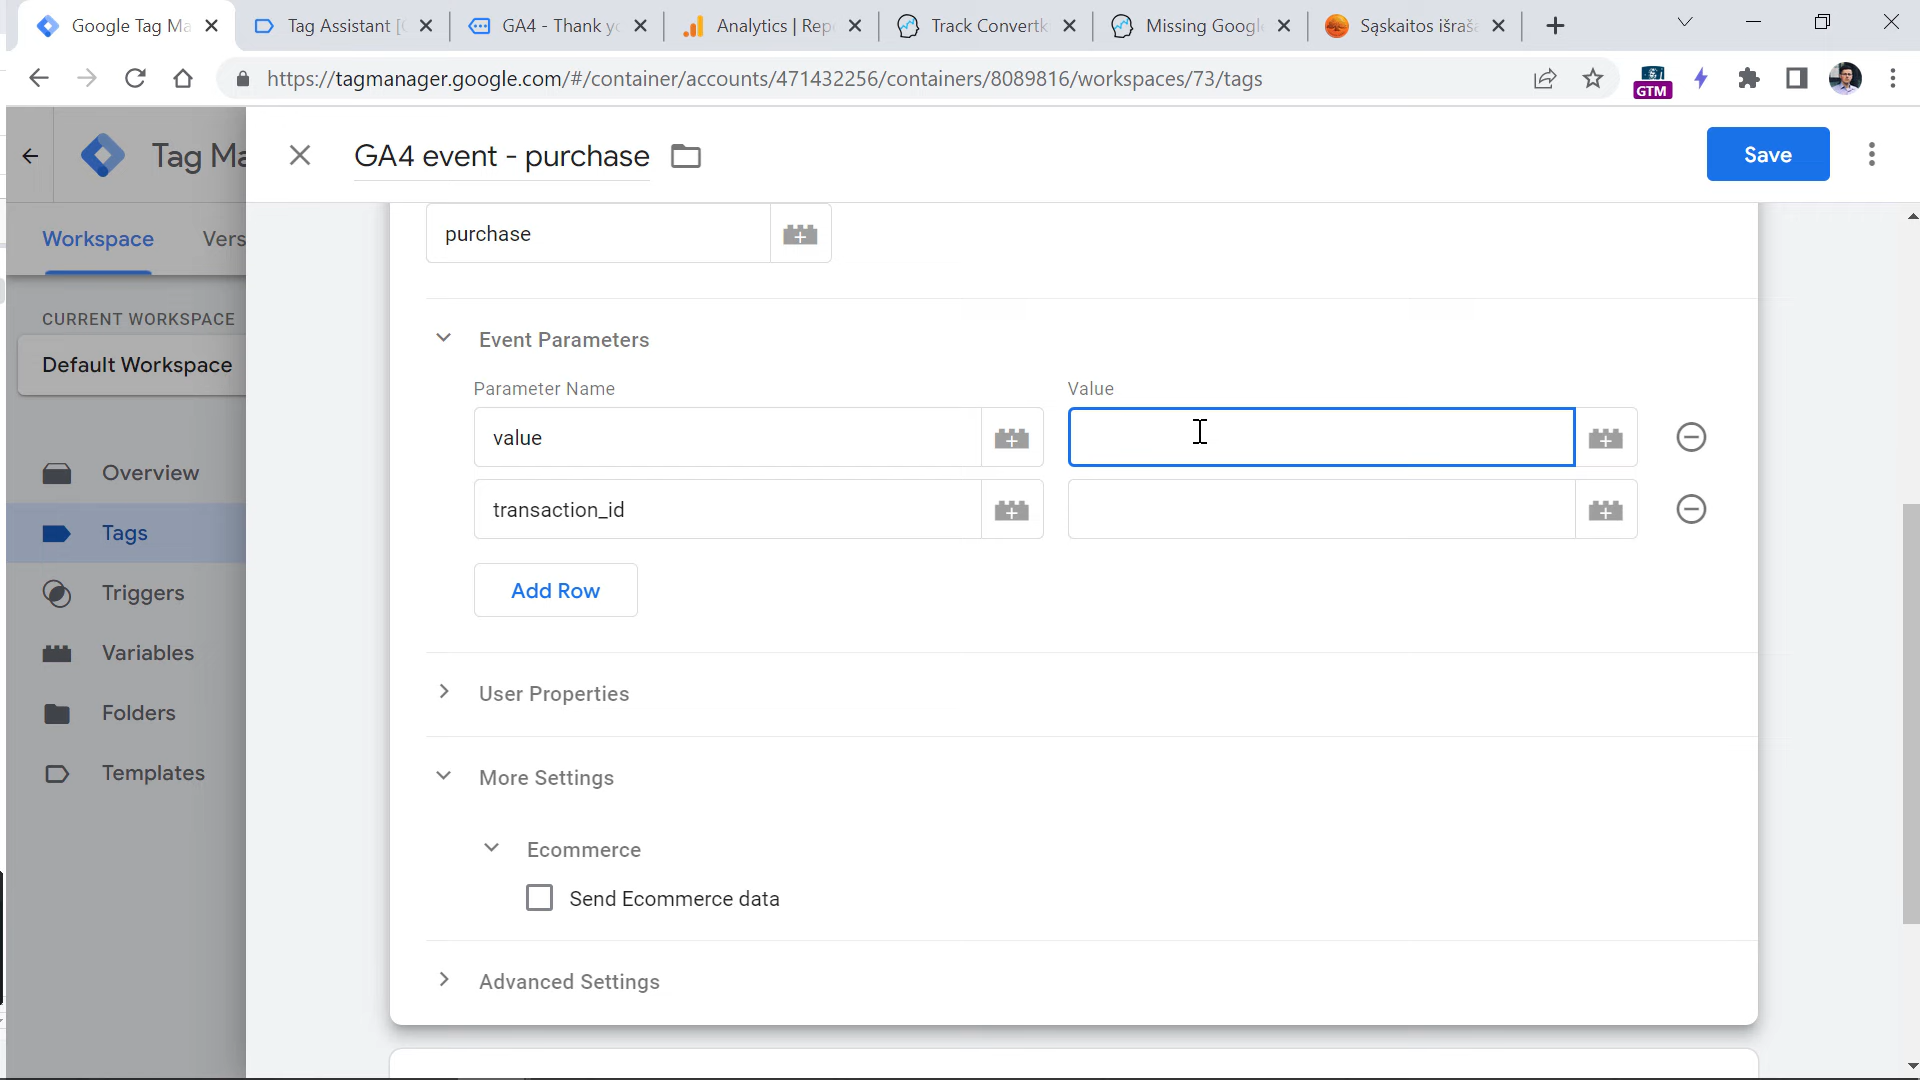 Google Tag Ma
Tag Assistant [
GA4 - Thank yo
Analytics | Rep
Track Convertk
Missing Googl
Sąskaitos išraš
https://tagmanager.google.com/#/container/accounts/471432256/containers/8089816/workspaces/73/tags
GTM
Tag Ma
GA4 event - purchase
Save
Workspace
Vers
purchase
CURRENT WORKSPACE
Default Workspace
Event Parameters
Parameter Name
Value
value
transaction_id
Add Row
Overview
Tags
Triggers
Variables
Folders
Templates
User Properties
More Settings
Ecommerce
Send Ecommerce data
Advanced Settings